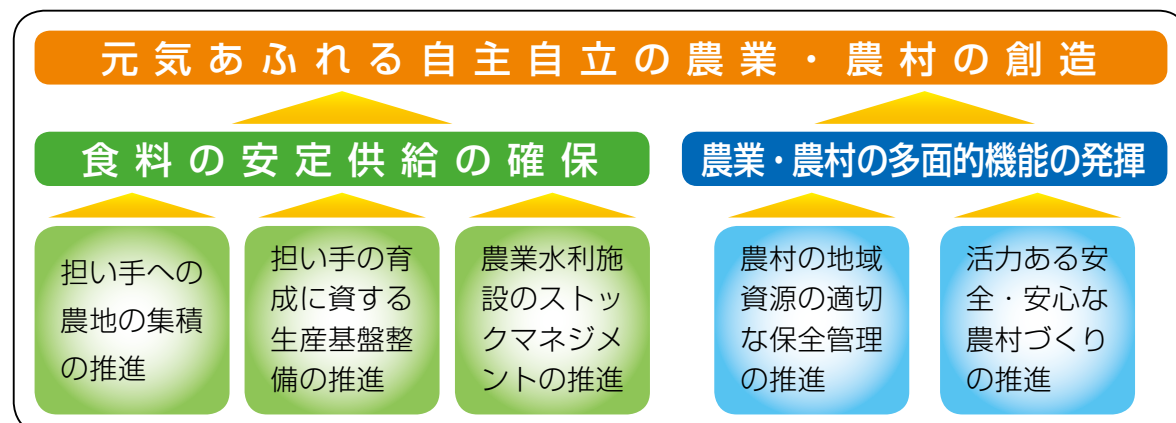 元気あふれる自主自立の農業・農村の創造
食料の安定供給の確保
農業・農村の多面的機能の発揮
担い手への
農地の集積
の推進
担い手の育
成に資する
生産基盤整
備の推進
農業水利施
設のストッ
クマネジメ
ントの推進
農村の地域
資源の適切
な保全管理
の推進
活力ある安
全・安心な
農村づくり
の推進